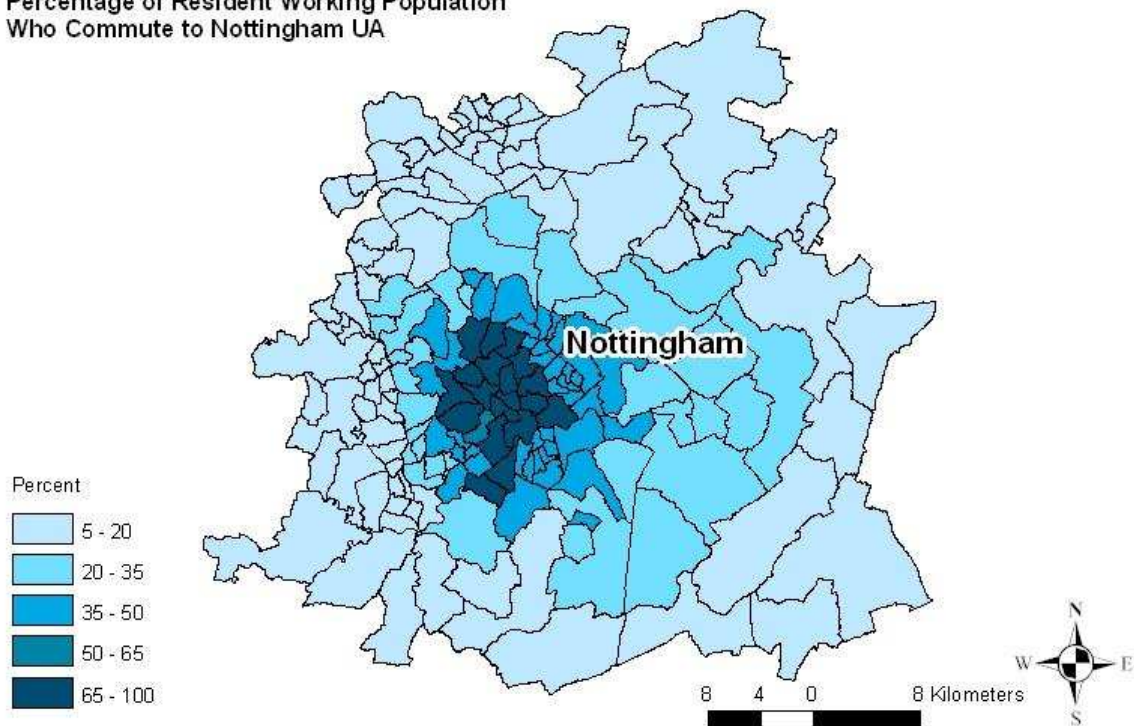 Percentage of Resident Working Population
Who Commute to Nottingham UA
Nottingham
Percent
5 - 20
20 - 35
35 - 50
50 - 65
65 - 100
8 4 0 8 Kilometers
N
W E
S